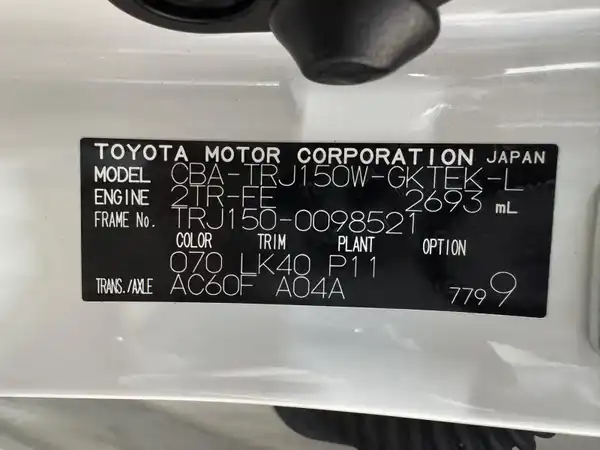 TOYOTA MOTOR CORPORATION JAPAN
MODEL CBA-TRJ150W-GKTEK-L
ENGINE 2TR-FE 2693 mL
FRAME No. TRJ150-0098521
COLOR TRIM PLANT OPTION
070 LK40 P11
TRANS./AXLE AC60F A04A 7799